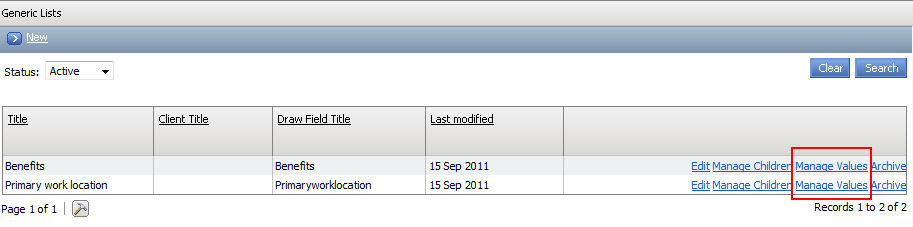 Generic Lists
New
Status: Active Clear Search
Title Client Title Draw Field Title Last modified
Benefits Benefits 15 Sep 2011 Edit Manage Children Manage Values Archive
Primary work location Primaryworklocation 15 Sep 2011 Edit Manage Children Manage Values Archive
Page 1 of 1 Records 1 to 2 of 2